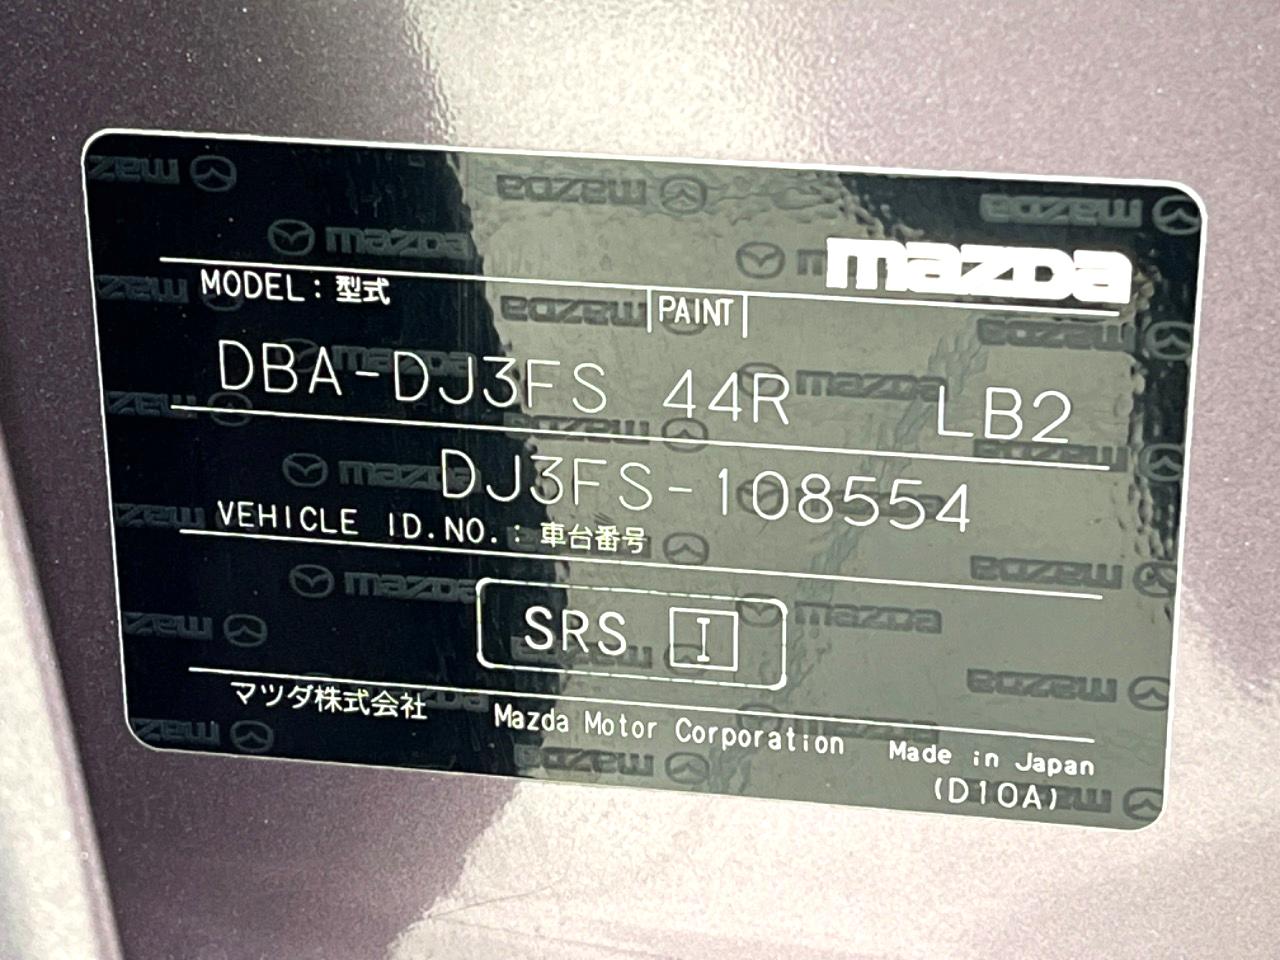 mazda
MODEL : 型式
PAINT
DBA-DJ3FS 44R LB2
DJ3FS-108554
VEHICLE ID.NO. : 車台番号
SRS I
マツダ株式会社 Mazda Motor Corporation Made in Japan
(D10A)